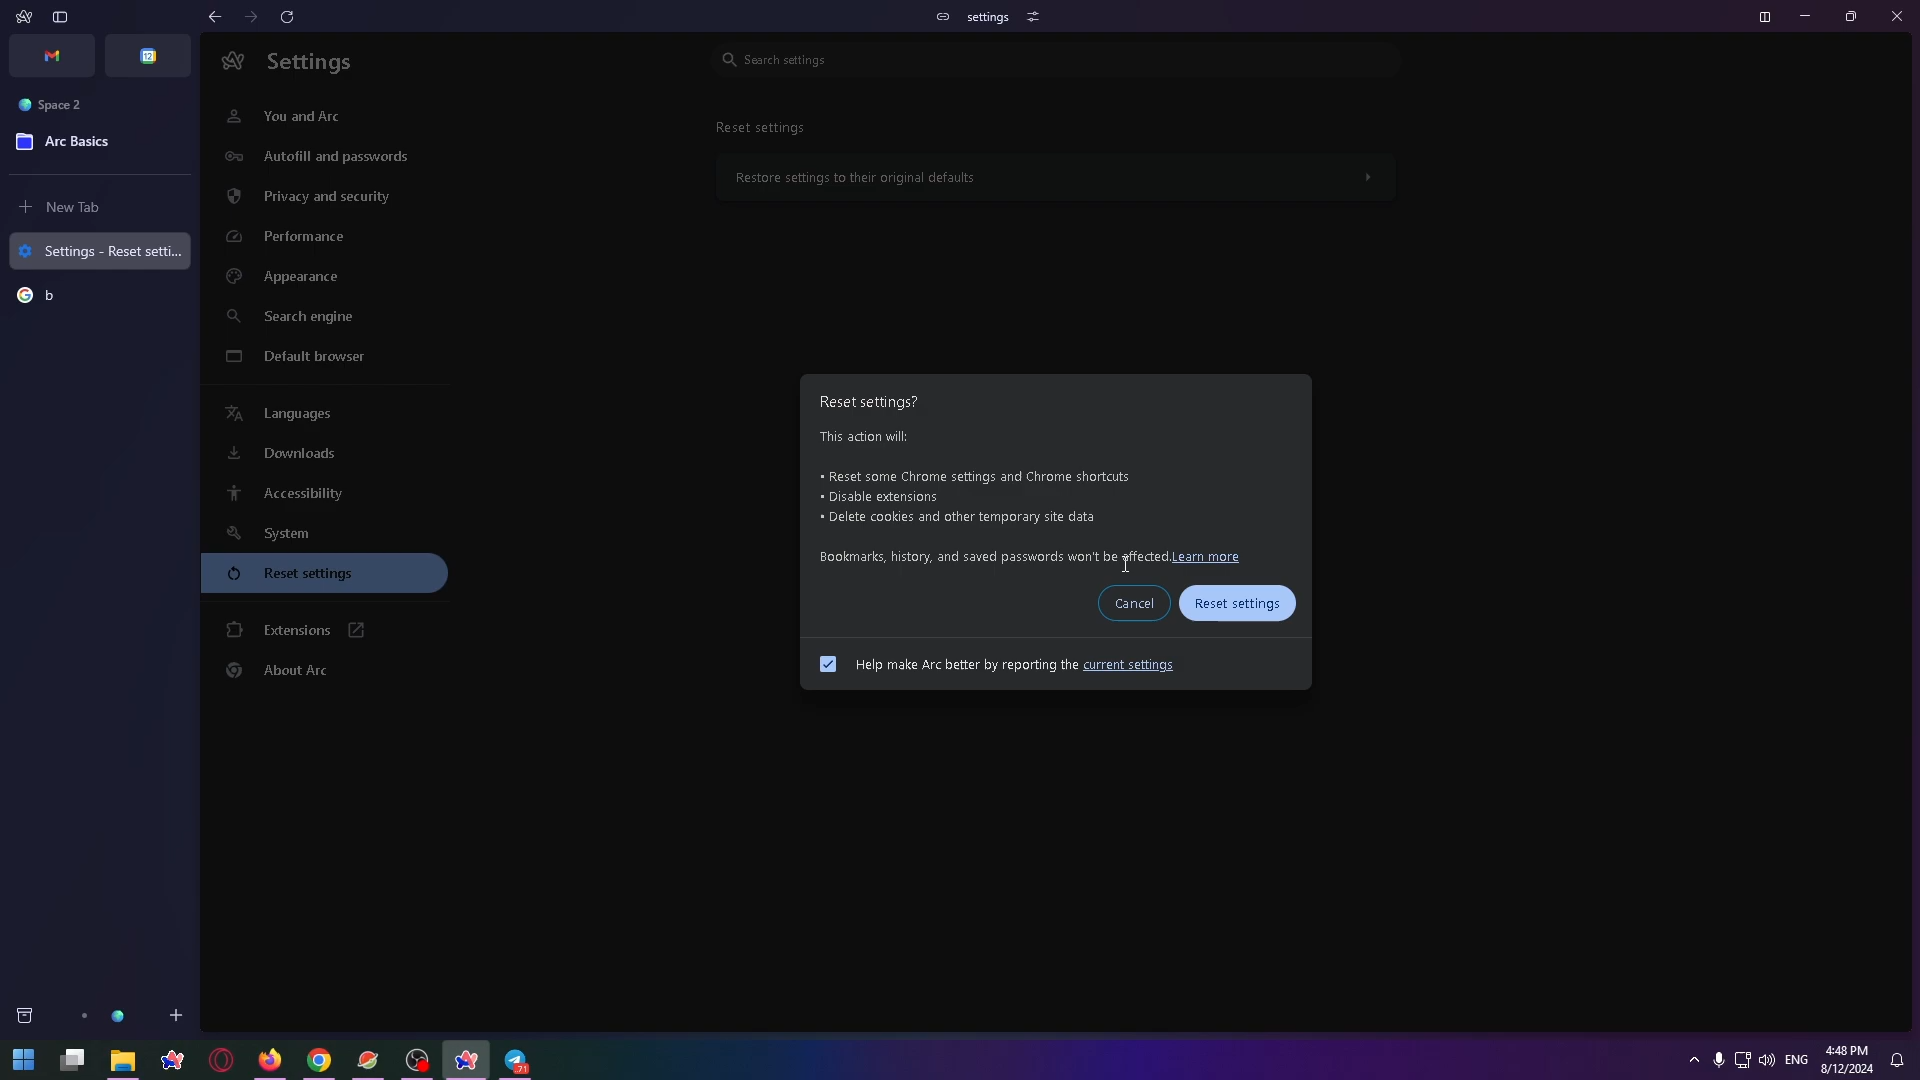 settings
12
Settings
Search settings
Space 2
Arc Basics
New Tab
Settings - Reset setti...
b
You and Arc
Autofill and passwords
Privacy and security
Performance
Appearance
Search engine
Default browser
Languages
Downloads
Accessibility
System
Reset settings
Extensions
About Arc
Reset settings
Restore settings to their original defaults
Reset settings?
This action will:
• Reset some Chrome settings and Chrome shortcuts
• Disable extensions
• Delete cookies and other temporary site data
Bookmarks, history, and saved passwords won't be affected.Learn more
Cancel
Reset settings
Help make Arc better by reporting the current settings
71
ENG
4:48 PM
8/12/2024